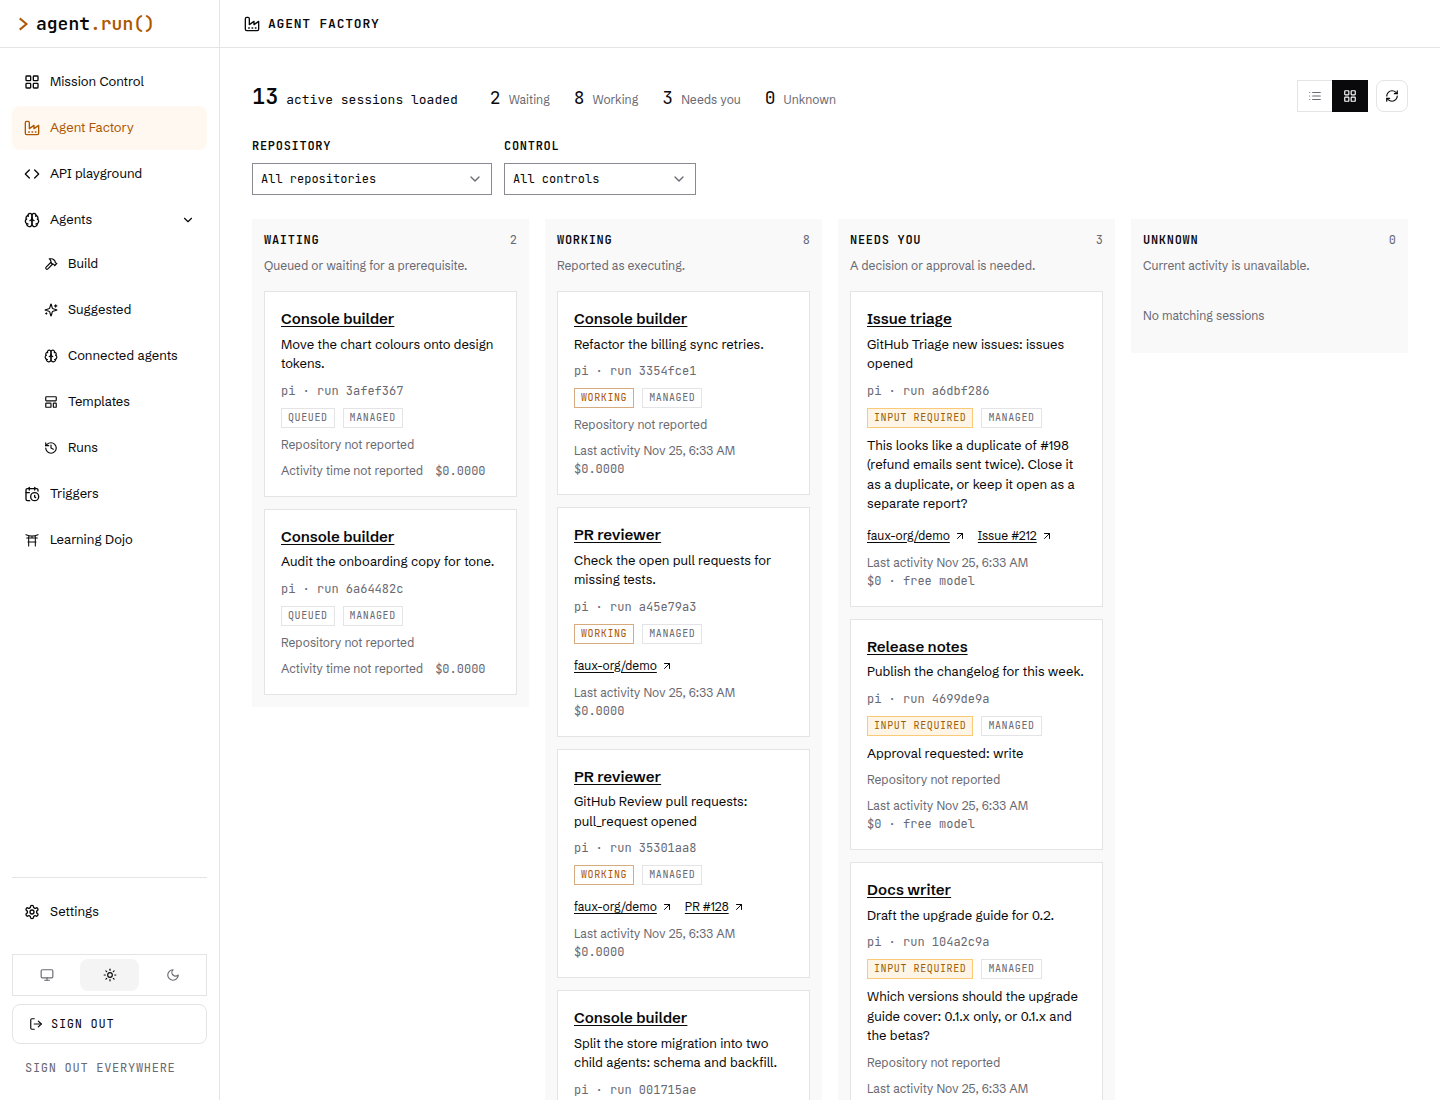 agent.run()
Mission Control
Agent Factory
API playground
Agents
Build
Suggested
Connected agents
Templates
Runs
Triggers
Learning Dojo
Settings
SIGN OUT
SIGN OUT EVERYWHERE
AGENT FACTORY
13 active sessions loaded 2 Waiting 8 Working 3 Needs you 0 Unknown
REPOSITORY
All repositories
CONTROL
All controls
WAITING 2
Queued or waiting for a prerequisite.
Console builder
Move the chart colours onto design
tokens.
pi · run 3afef367
QUEUED MANAGED
Repository not reported
Activity time not reported $0.0000
Console builder
Audit the onboarding copy for tone.
pi · run 6a64482c
QUEUED MANAGED
Repository not reported
Activity time not reported $0.0000
WORKING 8
Reported as executing.
Console builder
Refactor the billing sync retries.
pi · run 3354fce1
WORKING MANAGED
Repository not reported
Last activity Nov 25, 6:33 AM
$0.0000
PR reviewer
Check the open pull requests for
missing tests.
pi · run a45e79a3
WORKING MANAGED
faux-org/demo
Last activity Nov 25, 6:33 AM
$0.0000
PR reviewer
GitHub Review pull requests:
pull_request opened
pi · run 35301aa8
WORKING MANAGED
faux-org/demo PR #128
Last activity Nov 25, 6:33 AM
$0.0000
Console builder
Split the store migration into two
child agents: schema and backfill.
pi · run 001715ae
NEEDS YOU 3
A decision or approval is needed.
Issue triage
GitHub Triage new issues: issues
opened
pi · run a6dbf286
INPUT REQUIRED MANAGED
This looks like a duplicate of #198
(refund emails sent twice). Close it
as a duplicate, or keep it open as a
separate report?
faux-org/demo Issue #212
Last activity Nov 25, 6:33 AM
$0 · free model
Release notes
Publish the changelog for this week.
pi · run 4699de9a
INPUT REQUIRED MANAGED
Approval requested: write
Repository not reported
Last activity Nov 25, 6:33 AM
$0 · free model
Docs writer
Draft the upgrade guide for 0.2.
pi · run 104a2c9a
INPUT REQUIRED MANAGED
Which versions should the upgrade
guide cover: 0.1.x only, or 0.1.x and
the betas?
Repository not reported
Last activity Nov 25, 6:33 AM
UNKNOWN 0
Current activity is unavailable.
No matching sessions